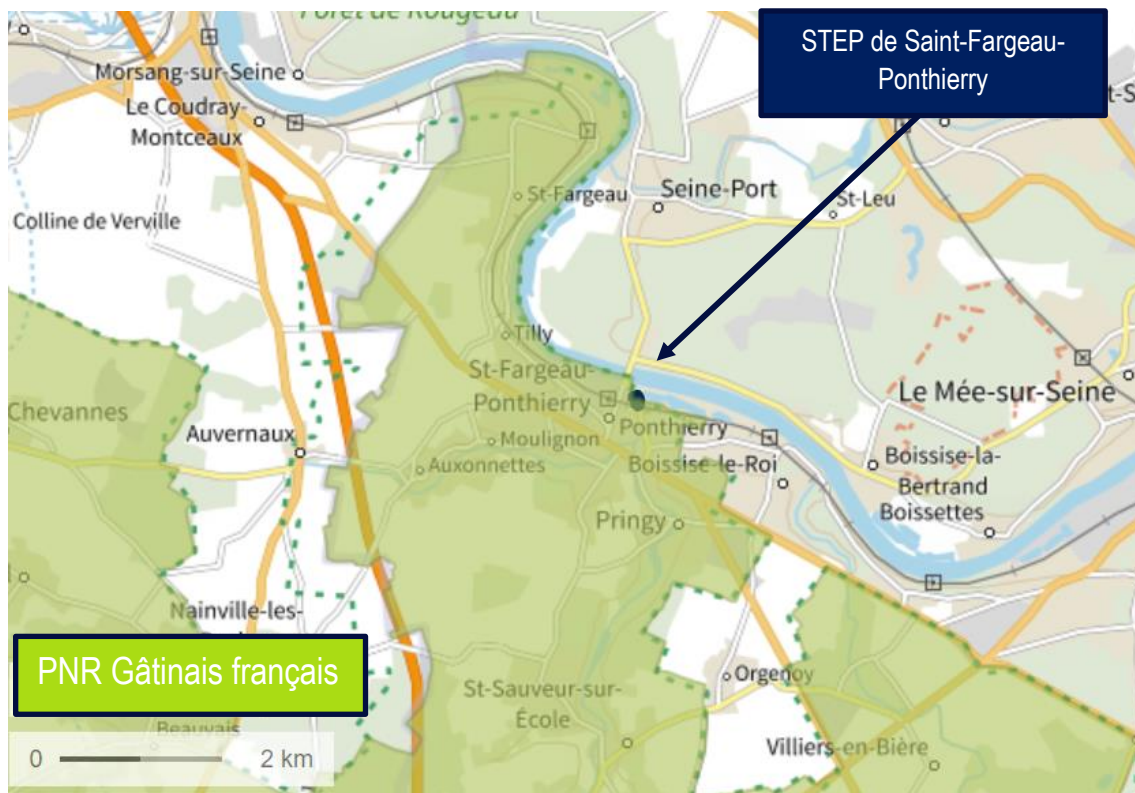 Forêt de Rougeau
STEP de Saint-Fargeau-
Ponthierry
Morsang-sur-Seine
Le Coudray-
Montceaux
St-Fargeau
Seine-Port
St-Leu
Colline de Verville
Tilly
St-Fargeau-
Ponthierry
Le Mée-sur-Seine
Chevannes
Ponthierry
Auvernaux
Moulignon
Auxonnettes
Boissise-le-Roi
Boissise-la-
Bertrand
Boissettes
Pringy
Nainville-les-
PNR Gâtinais français
Orgenoy
St-Sauveur-sur-
École
Beauvais
Villiers-en-Bière
0
2 km